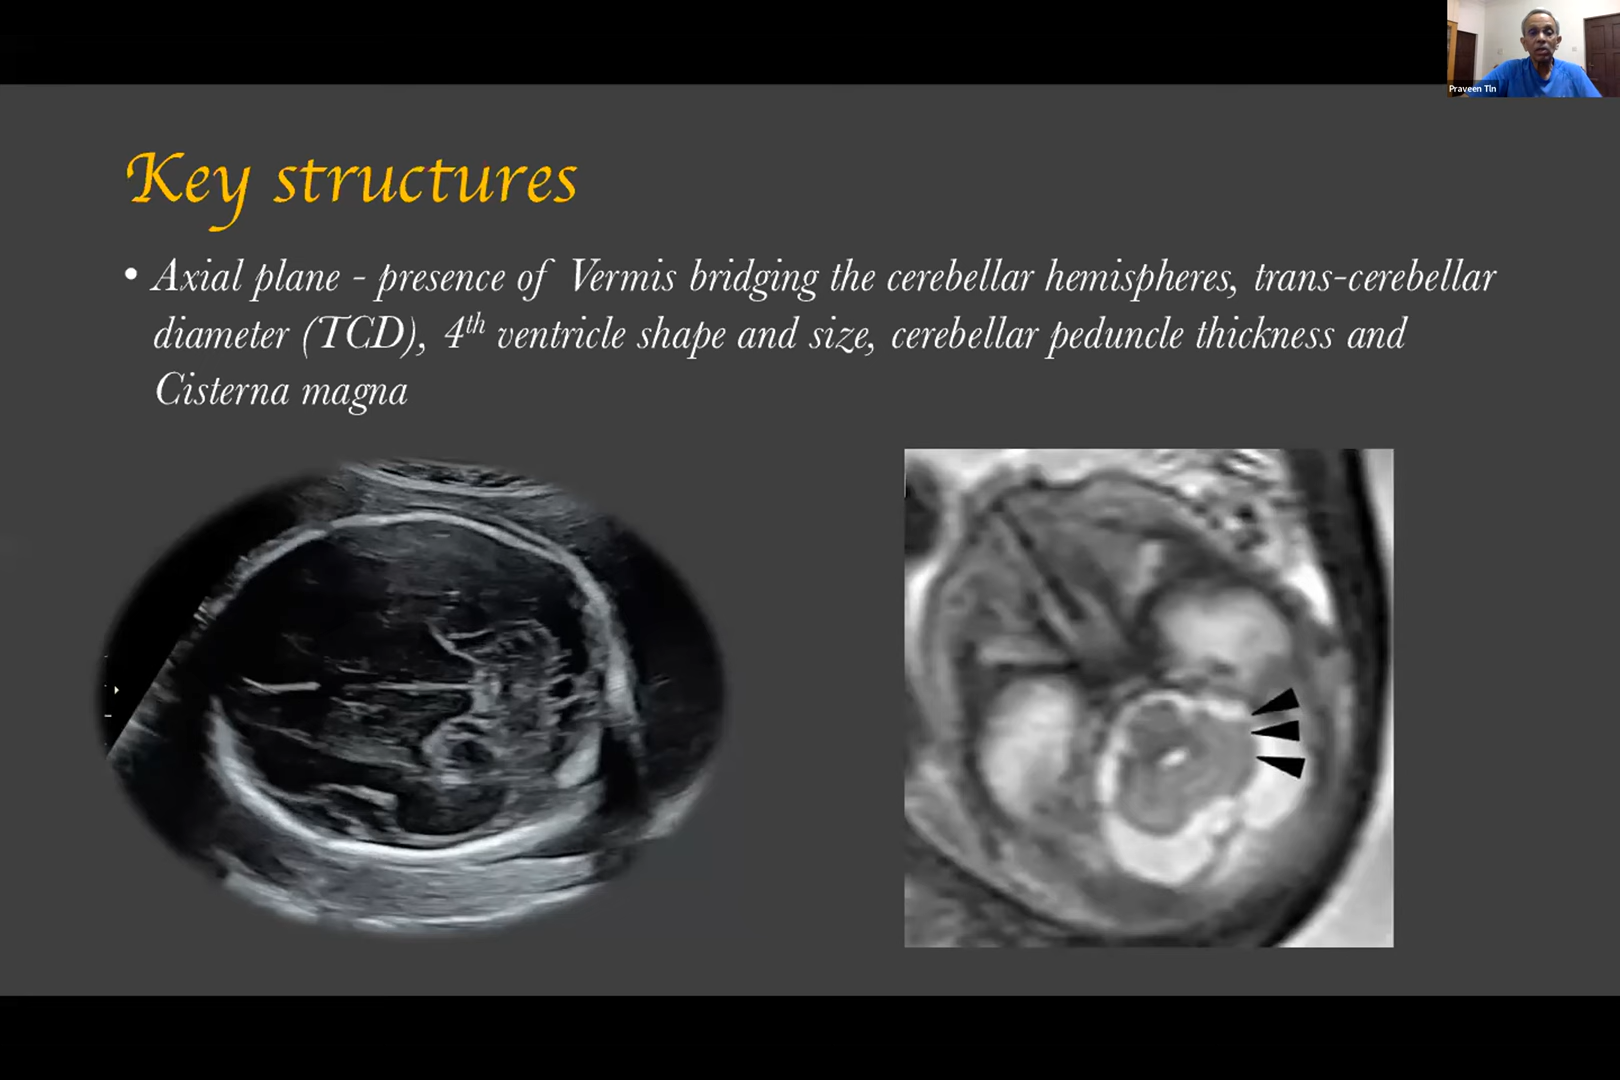 Praveen Tln
Key structures
• Axial plane - presence of Vermis bridging the cerebellar hemispheres, trans-cerebellar
diameter (TCD), 4th ventricle shape and size, cerebellar peduncle thickness and
Cisterna magna